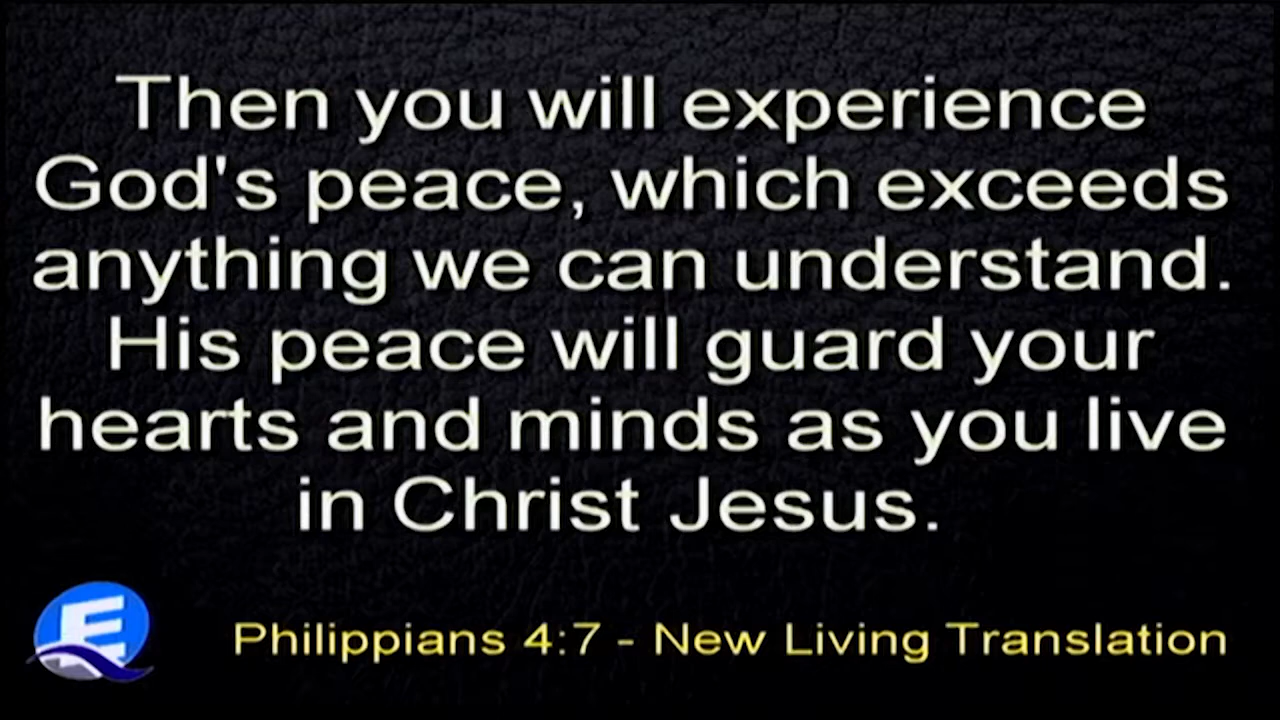 Then you will experience
God's peace, which exceeds
anything we can understand.
His peace will guard your
hearts and minds as you live
in Christ Jesus.
E
Philippians 4:7 - New Living Translation